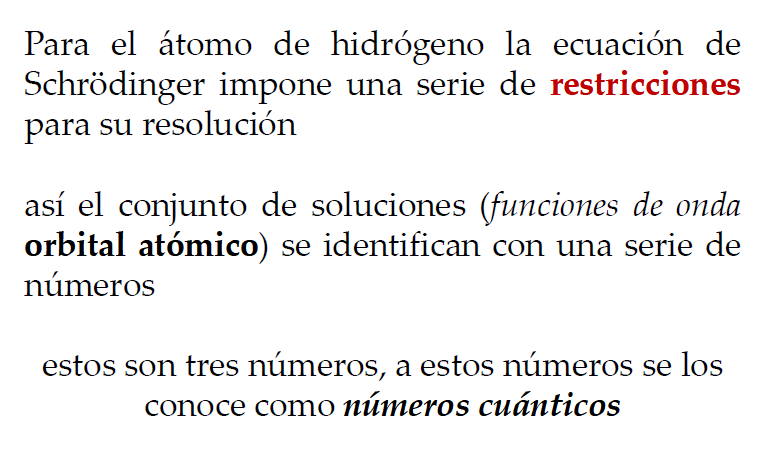 Para el átomo de hidrógeno la ecuación de
Schrödinger impone una serie de restricciones
para su resolución
así el conjunto de soluciones (funciones de onda
orbital atómico) se identifican con una serie de
números
estos son tres números, a estos números se los
conoce como números cuánticos